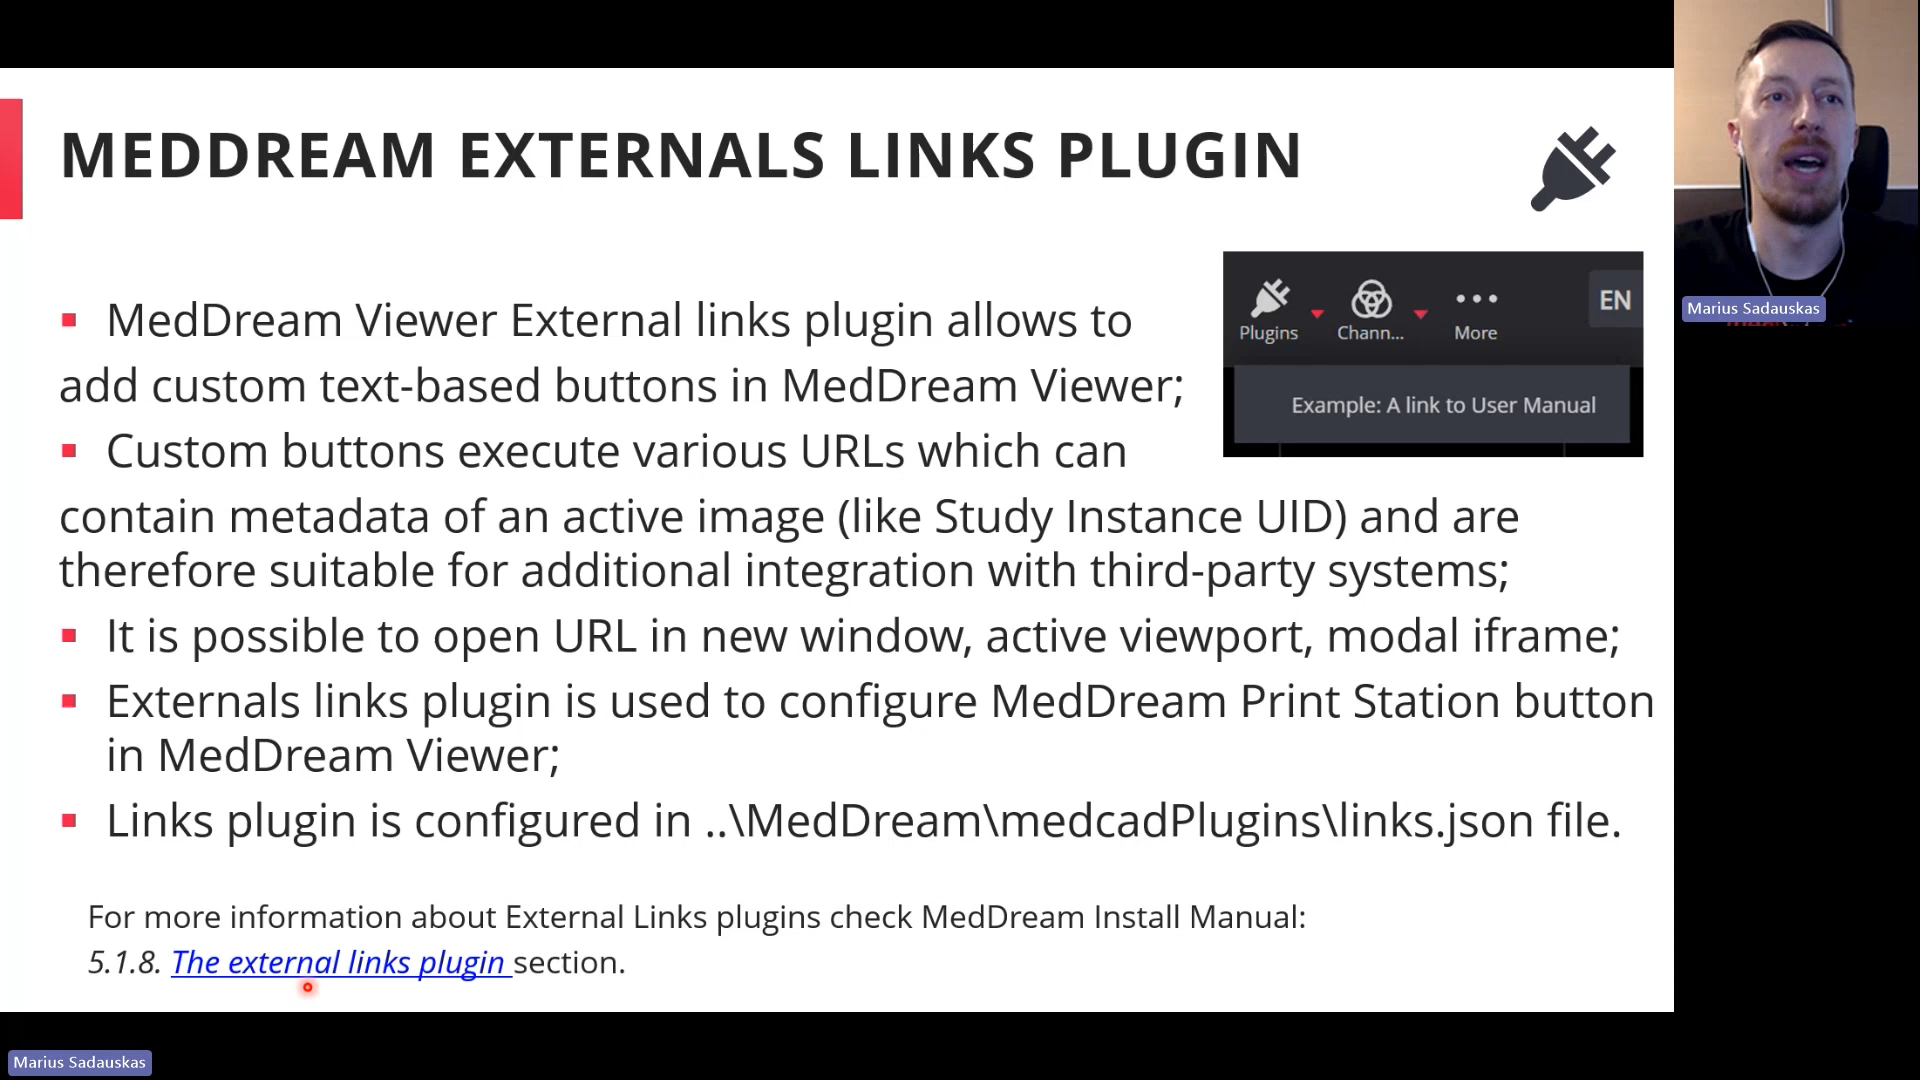 MEDDREAM EXTERNALS LINKS PLUGIN
Plugins
Chann...
More
EN
Example: A link to User Manual
MedDream Viewer External links plugin allows to
add custom text-based buttons in MedDream Viewer;
Custom buttons execute various URLs which can
contain metadata of an active image (like Study Instance UID) and are
therefore suitable for additional integration with third-party systems;
It is possible to open URL in new window, active viewport, modal iframe;
Externals links plugin is used to configure MedDream Print Station button
in MedDream Viewer;
Links plugin is configured in ..\MedDream\medcadPlugins\links.json file.
For more information about External Links plugins check MedDream Install Manual:
5.1.8. The external links plugin section.
Marius Sadauskas
Marius Sadauskas